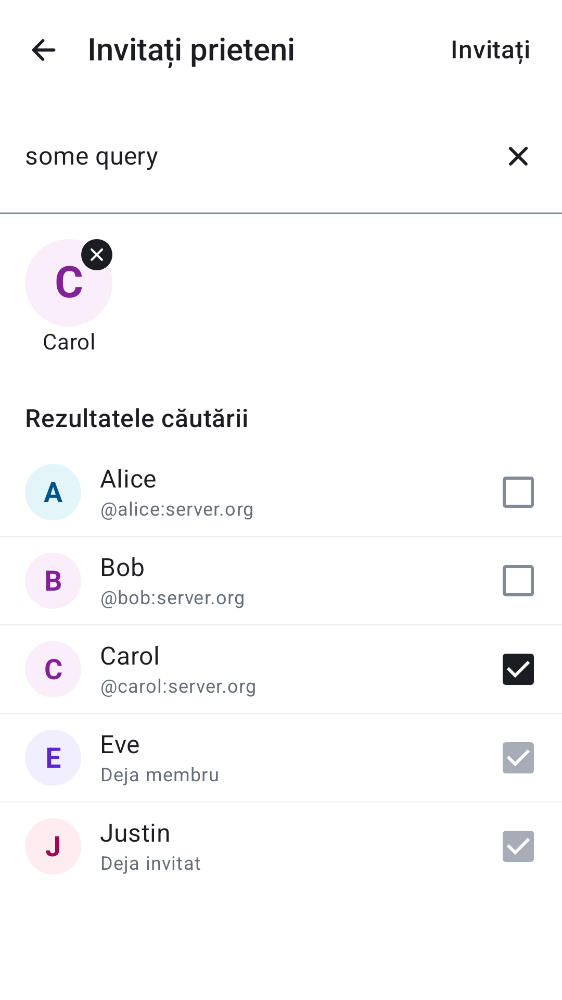 Invitați prieteni
Invitați
some query
C
Carol
Rezultatele căutării
A
Alice
@alice:server.org
B
Bob
@bob:server.org
C
Carol
@carol:server.org
E
Eve
Deja membru
J
Justin
Deja invitat